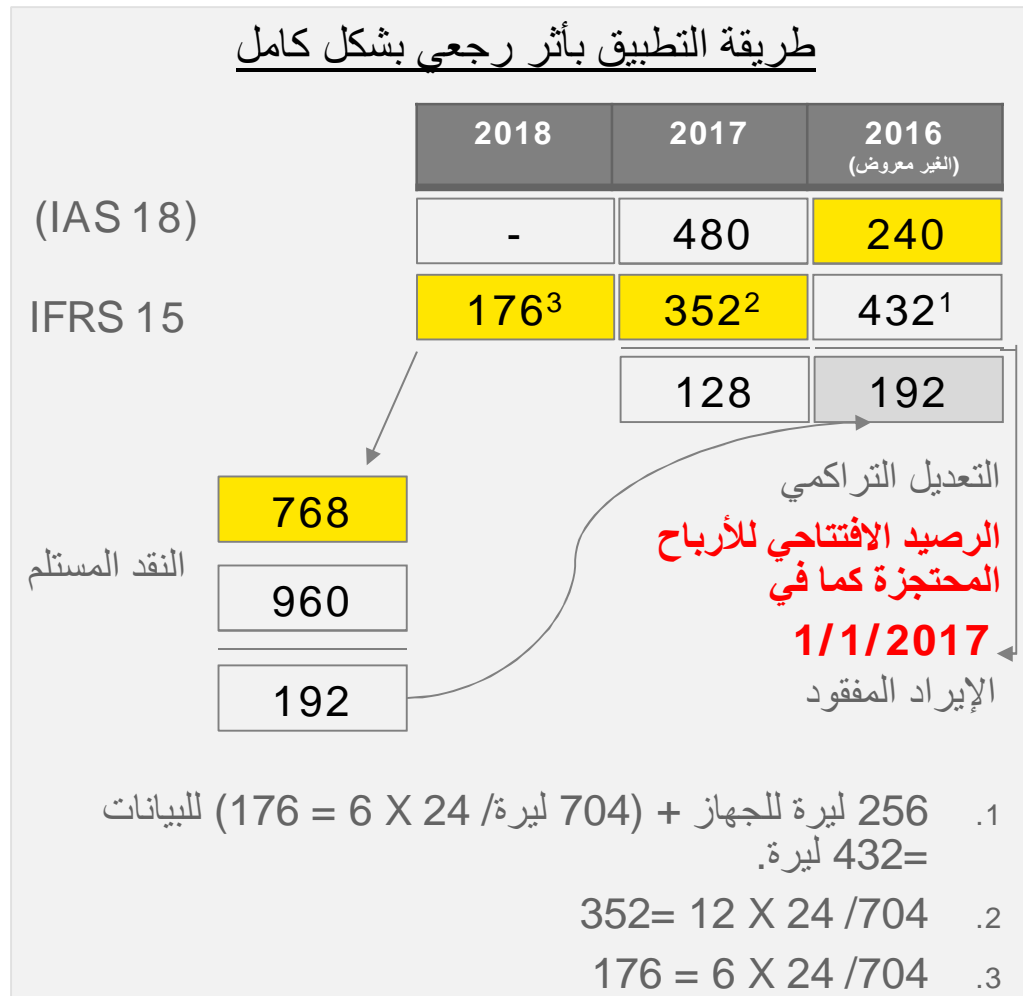 طريقة التطبيق بأثر رجعي بشكل كامل
2016 2017 2018
(الغير معروض)
(IAS 18) - 480 240
IFRS 15 176³ 352² 432¹
128 192
التعديل التراكمي
768
الرصيد الافتتاحي للأرباح
المحتجزة كما في
النقد المستلم
960
1/1/2017
192
الإيراد المفقود
1. 256 ليرة للجهاز + (704 ليرة/ 24 X 6 = 176) للبيانات
=432 ليرة.
2. 704/ 24 X 12 =352
3. 704/ 24 X 6 = 176